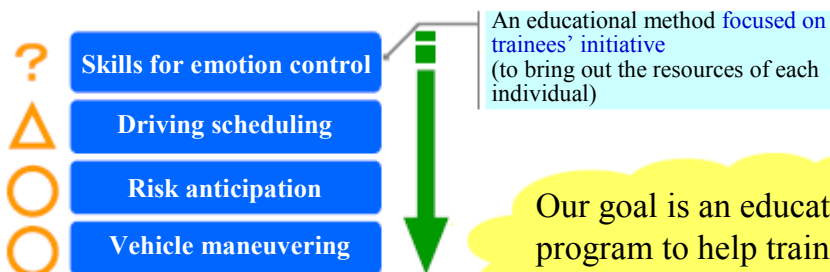 ?
Skills for emotion control
Driving scheduling
Risk anticipation
Vehicle maneuvering
An educational method focused on
trainees' initiative
(to bring out the resources of each
individual)
Our goal is an educat
program to help train